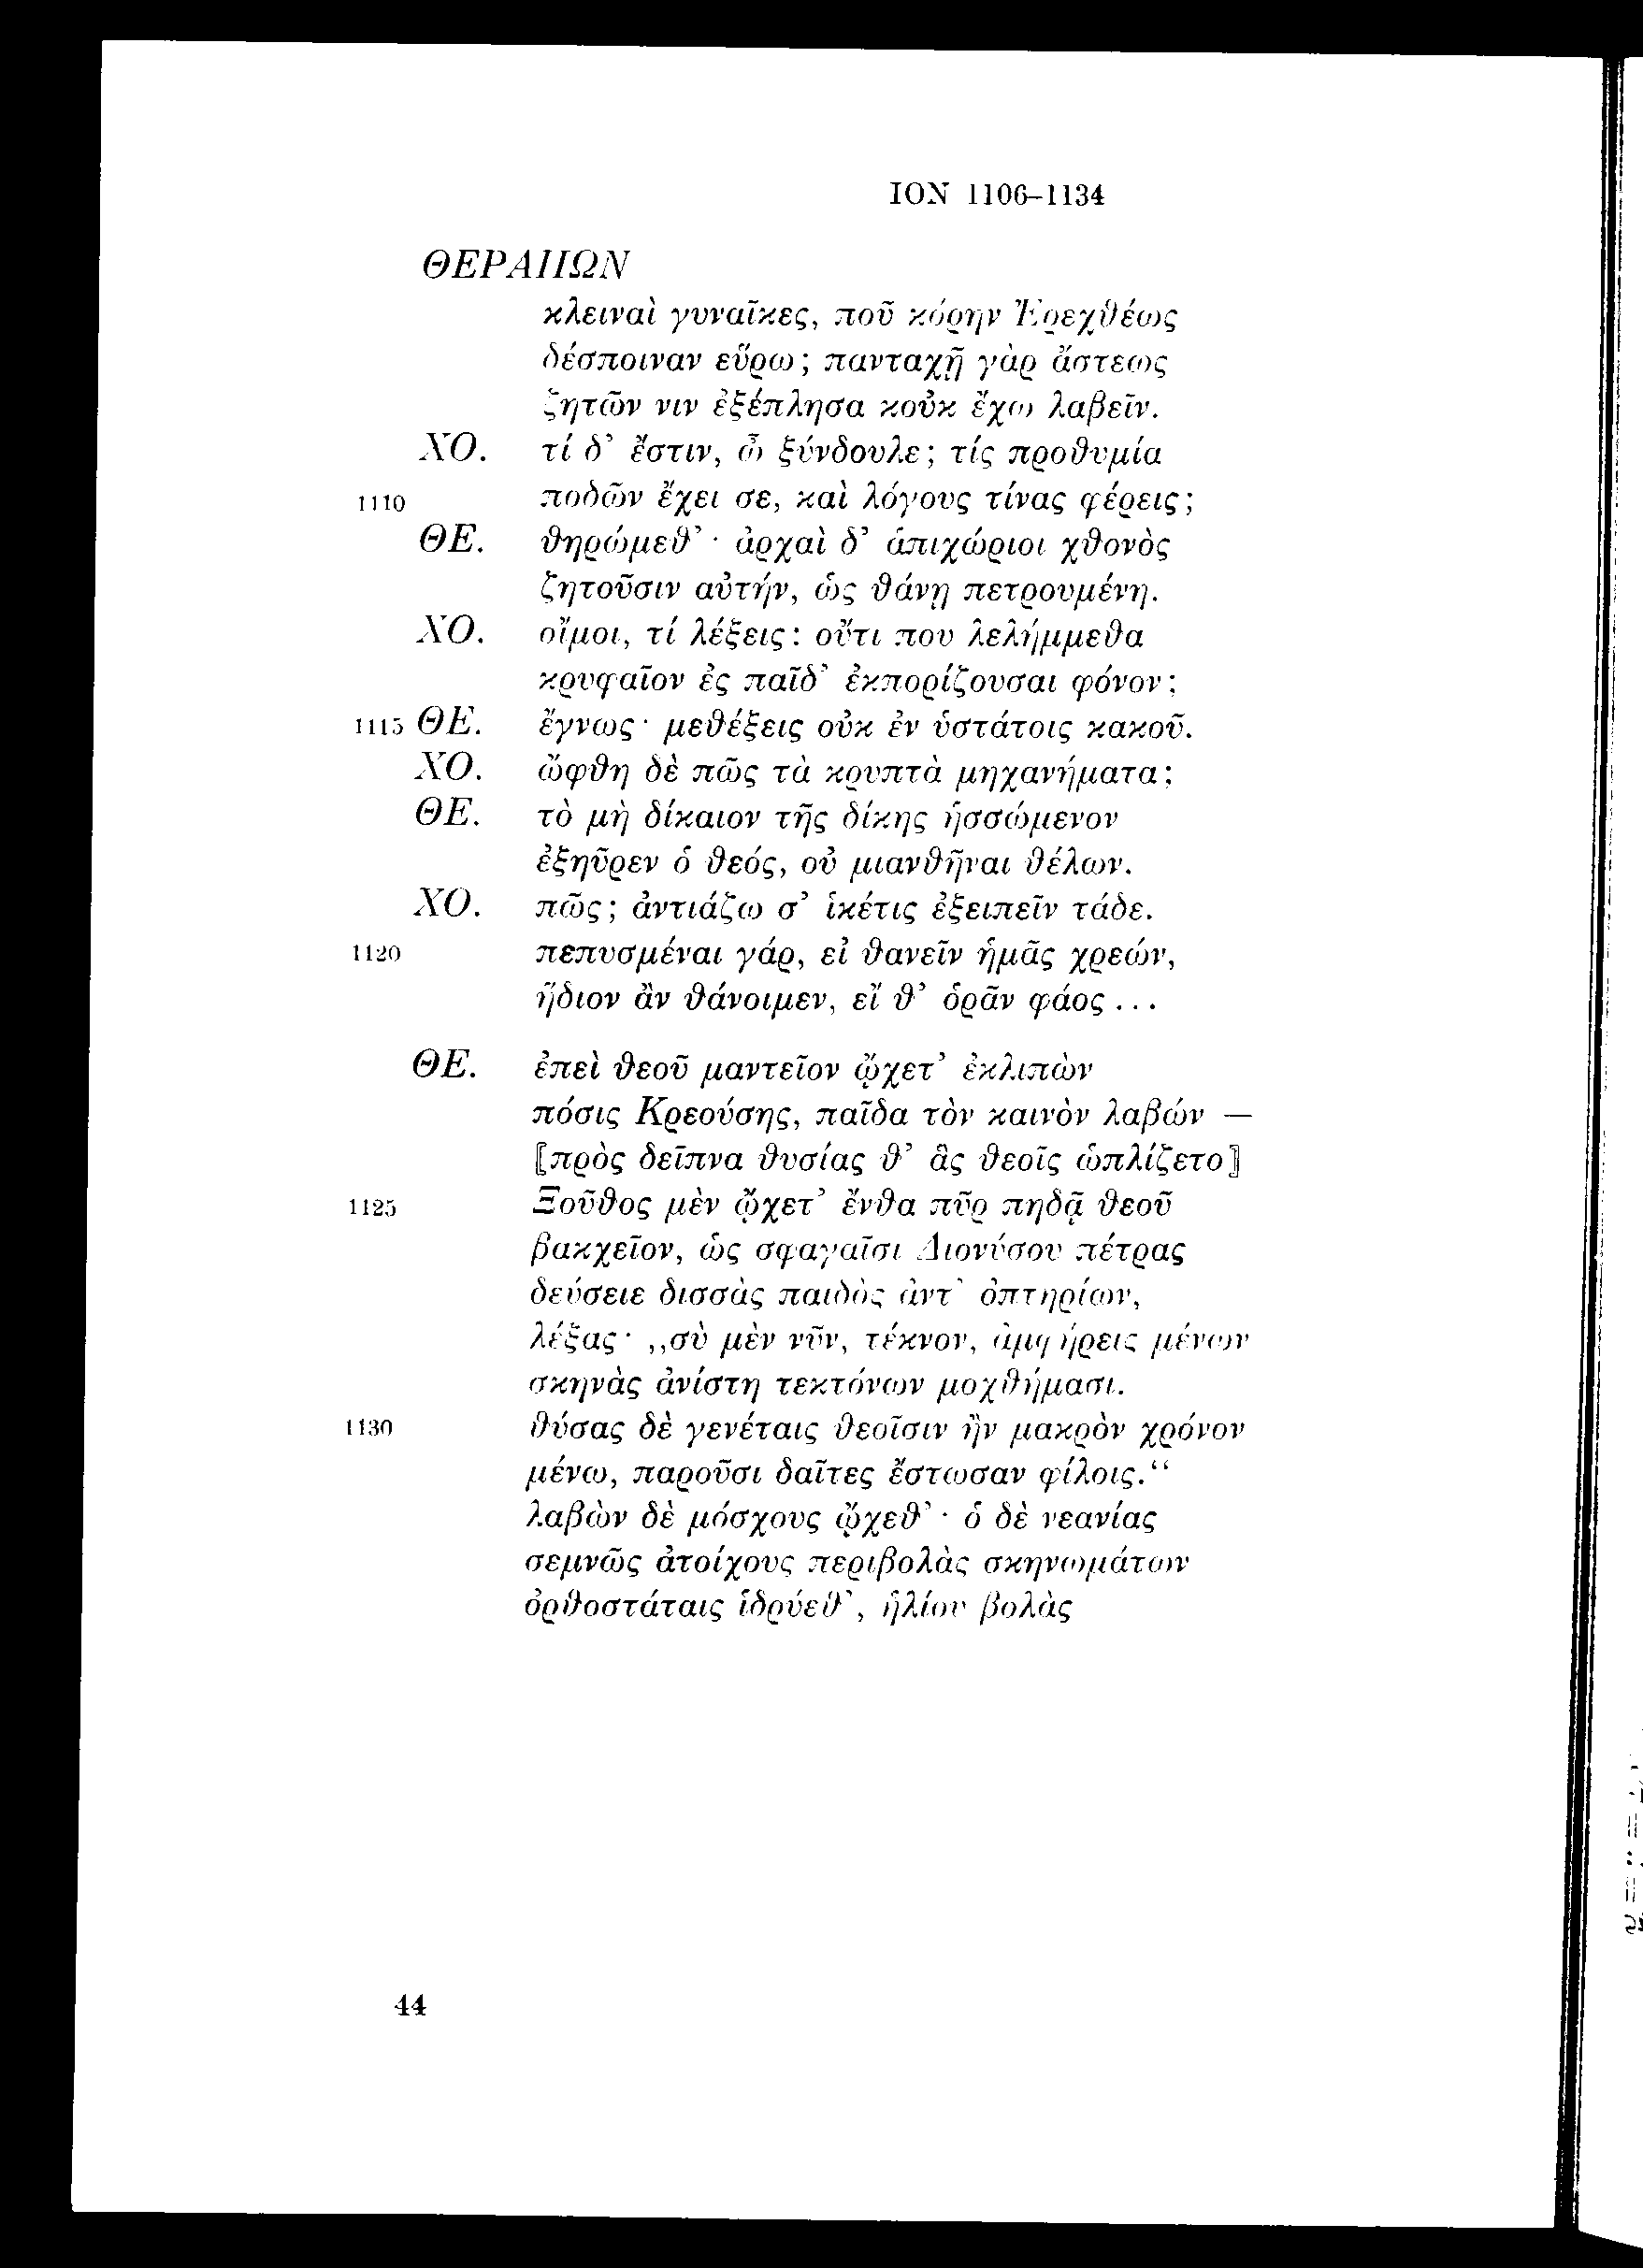 ΙΟΝ 1106–1134
ΘΕΡΑΠΩΝ
κλειναὶ γυναῖκες, ποῦ κόρην Ἐρεχθέως
δέσποιναν εὕρω; πανταχῇ γὰρ ἄστεως
ζητῶν νιν ἐξέπλησα κοὐκ ἔχω λαβεῖν.
ΧΟ. τί δ’ ἔστιν, ὦ ξύνδουλε; τίς προθυμία
1110 ποδῶν ἔχει σε, καὶ λόγους τίνας φέρεις;
ΘΕ. θηρώμεθ’· ἀρχαὶ δ’ ἁπιχώριοι χθονὸς
ζητοῦσιν αὐτήν, ὡς θάνῃ πετρουμένη.
ΧΟ. οἴμοι, τί λέξεις; οὔτι που λελήμμεθα
κρυφαῖον ἐς παῖδ’ ἐκπορίζουσαι φόνον;
1115 ΘΕ. ἔγνως· μεθέξεις οὐκ ἐν ὑστάτοις κακοῦ.
ΧΟ. ὤφθη δὲ πῶς τὰ κρυπτὰ μηχανήματα;
ΘΕ. τὸ μὴ δίκαιον τῆς δίκης ἡσσώμενον
ἐξηῦρεν ὁ θεός, οὐ μιανθῆναι θέλων.
ΧΟ. πῶς; ἀντιάζω σ’ ἱκέτις ἐξειπεῖν τάδε.
1120 πεπυσμέναι γάρ, εἰ θανεῖν ἡμᾶς χρεών,
ἥδιον ἂν θάνοιμεν, εἴ θ’ ὁρᾶν φάος ...
ΘΕ. ἐπεὶ θεοῦ μαντεῖον ᾤχετ’ ἐκλιπὼν
πόσις Κρεούσης, παῖδα τὸν καινὸν λαβών —
⟦πρὸς δεῖπνα θυσίας θ’ ἃς θεοῖς ὡπλίζετο⟧
1125 Ξοῦθος μὲν ᾤχετ’ ἔνθα πῦρ πηδᾷ θεοῦ
βακχεῖον, ὡς σφαγαῖσι Διονύσου πέτρας
δεύσειε δισσὰς παιδὸς ἀντ’ ὀπτηρίων,
λέξας· „σὺ μὲν νῦν, τέκνον, ἀμφήρεις μένων
σκηνὰς ἀνίστη τεκτόνων μοχθήμασι.
1130 θύσας δὲ γενέταις θεοῖσιν ἢν μακρὸν χρόνον
μένω, παροῦσι δαῖτες ἔστωσαν φίλοις.“
λαβὼν δὲ μόσχους ᾤχεθ’· ὁ δὲ νεανίας
σεμνῶς ἀτοίχους περιβολὰς σκηνωμάτων
ὀρθοστάταις ἱδρύεθ’, ἡλίου βολὰς
44